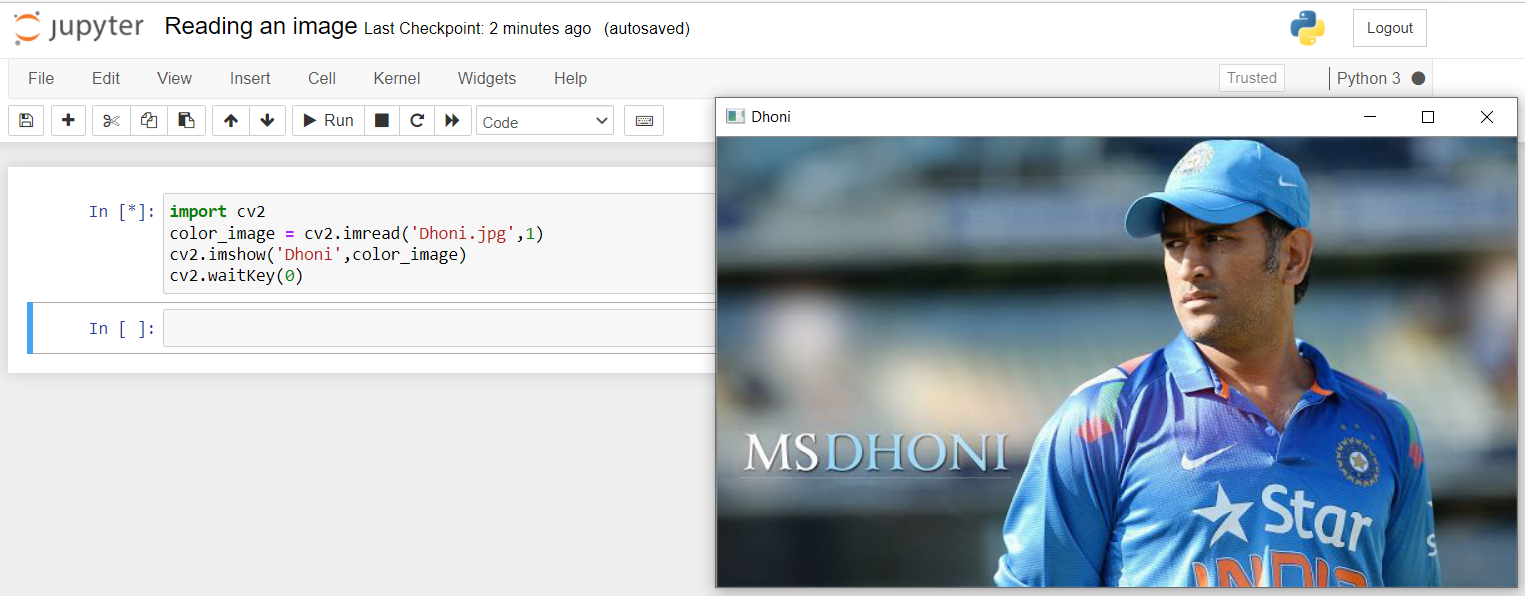 jupyter Reading an image Last Checkpoint: 2 minutes ago (autosaved)
Logout
File Edit View Insert Cell Kernel Widgets Help
Trusted Python 3
Run Code
In [*]: import cv2
color_image = cv2.imread('Dhoni.jpg',1)
cv2.imshow('Dhoni',color_image)
cv2.waitKey(0)
In [ ]:
Dhoni
MSDHONI
Star
INDIA